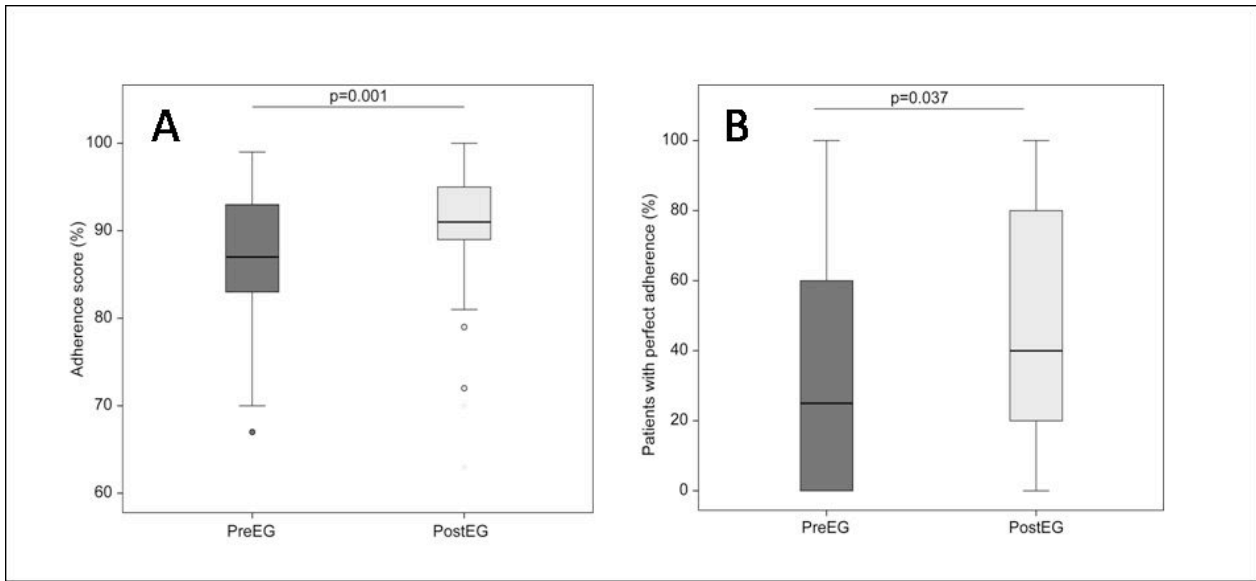 A
p=0.001
Adherence score (%)
100
90
80
70
60
PreEG
PostEG
B
p=0.037
Patients with perfect adherence (%)
100
80
60
40
20
0
PreEG
PostEG